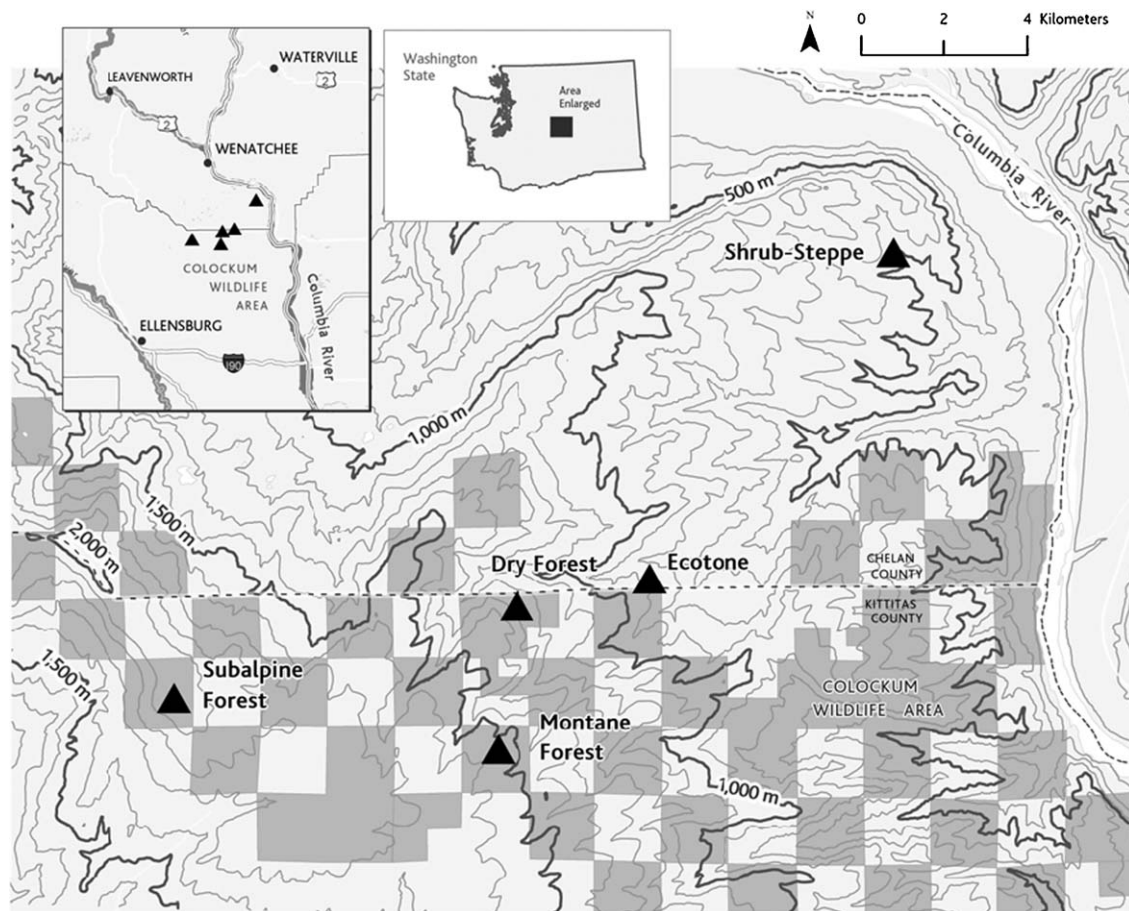 N
0 2 4 Kilometers
WATERVILLE
2
LEAVENWORTH
2
WENATCHEE
COLOCKUM
WILDLIFE
AREA
Columbia River
ELLENSBURG
I90
Washington
State
Area
Enlarged
Columbia River
500 m
Shrub-Steppe
1,000 m
1,500 m
2,000 m
Dry Forest
Ecotone
CHELAN
COUNTY
KITTITAS
COUNTY
1,500 m
Subalpine
Forest
COLOCKUM
WILDLIFE AREA
Montane
Forest
1,000 m